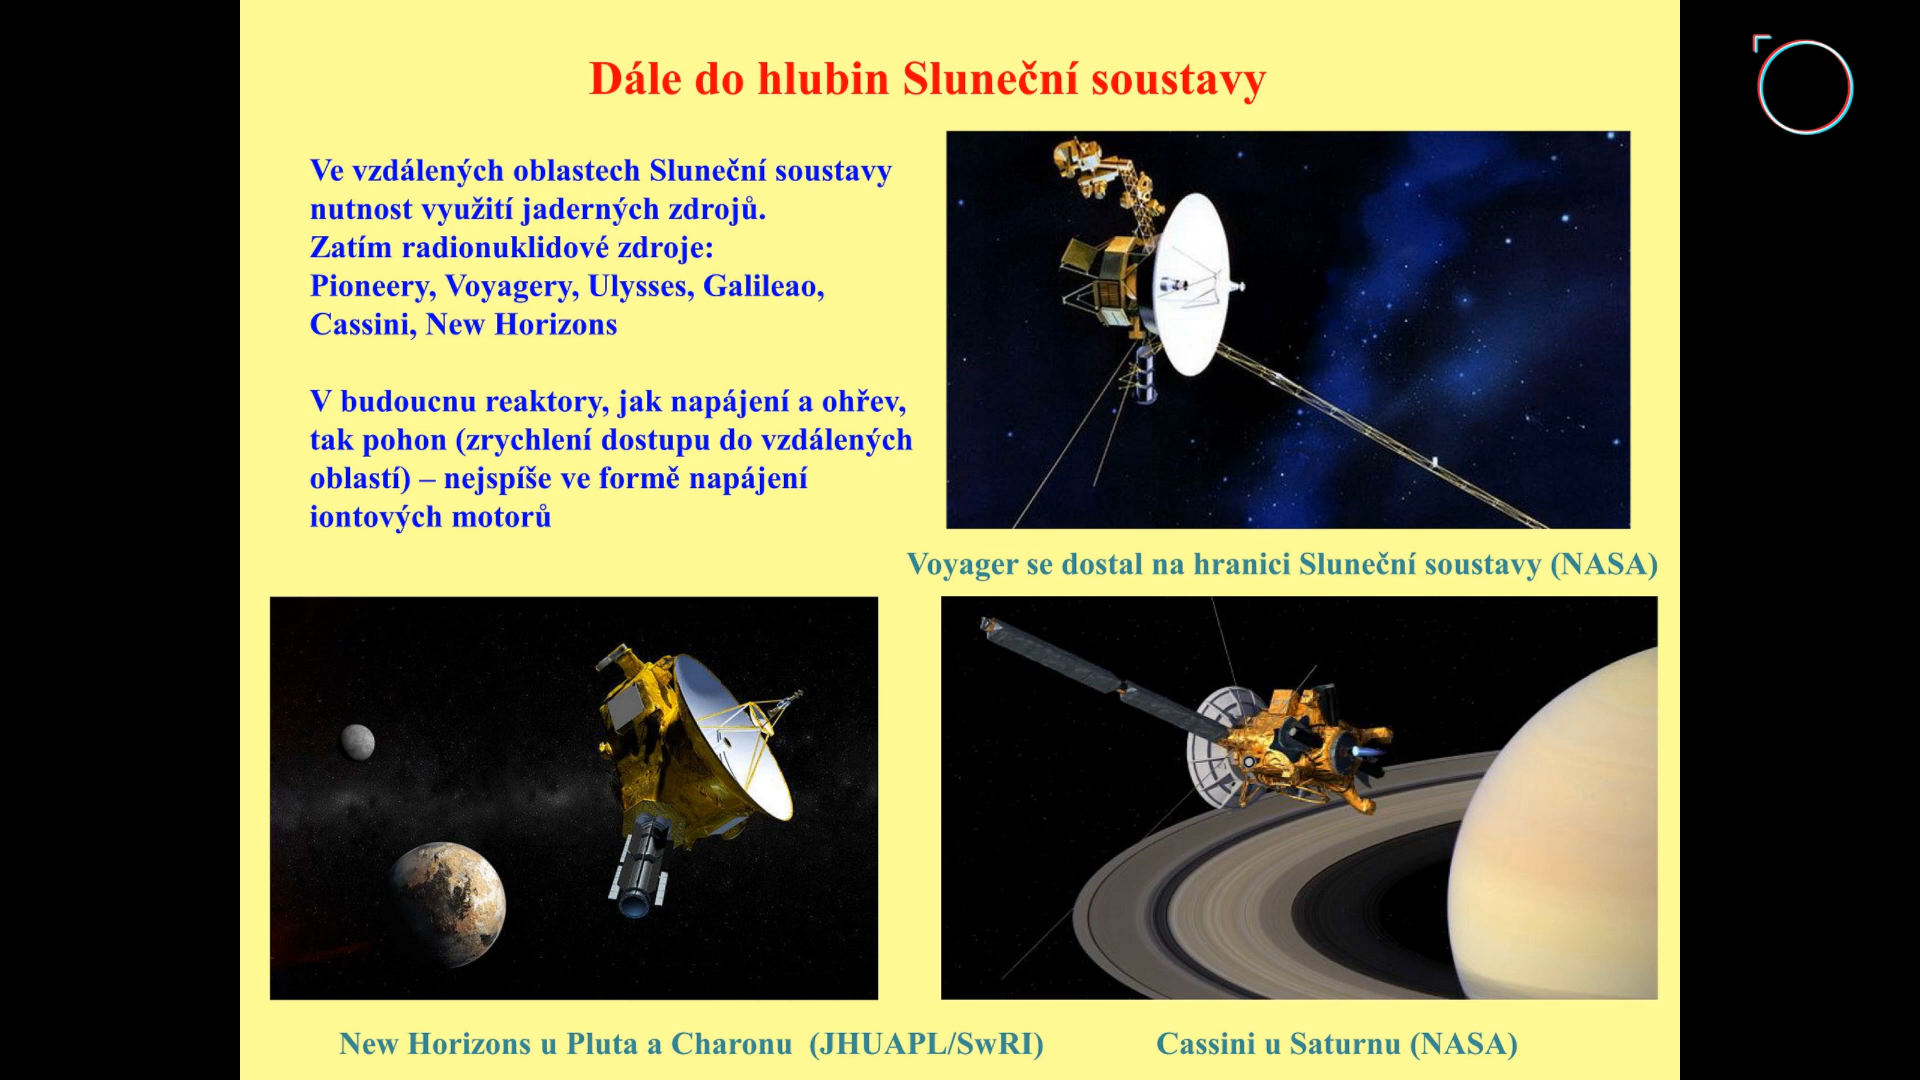 Dále do hlubin Sluneční soustavy
Ve vzdálených oblastech Sluneční soustavy
nutnost využití jaderných zdrojů.
Zatím radionuklidové zdroje:
Pioneery, Voyagery, Ulysses, Galileao,
Cassini, New Horizons
V budoucnu reaktory, jak napájení a ohřev,
tak pohon (zrychlení dostupu do vzdálených
oblastí) – nejspíše ve formě napájení
iontových motorů
Voyager se dostal na hranici Sluneční soustavy (NASA)
New Horizons u Pluta a Charonu (JHUAPL/SwRI)
Cassini u Saturnu (NASA)